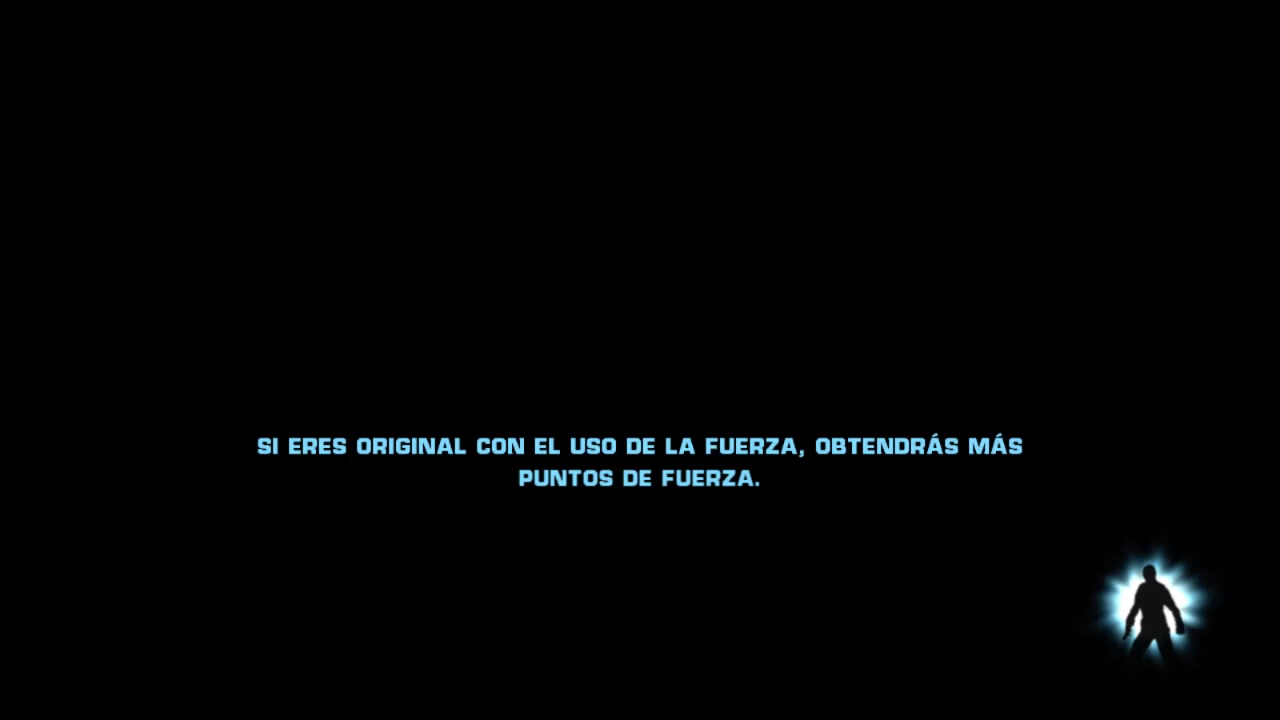 SI ERES ORIGINAL CON EL USO DE LA FUERZA, OBTENDRÁS MÁS
PUNTOS DE FUERZA.